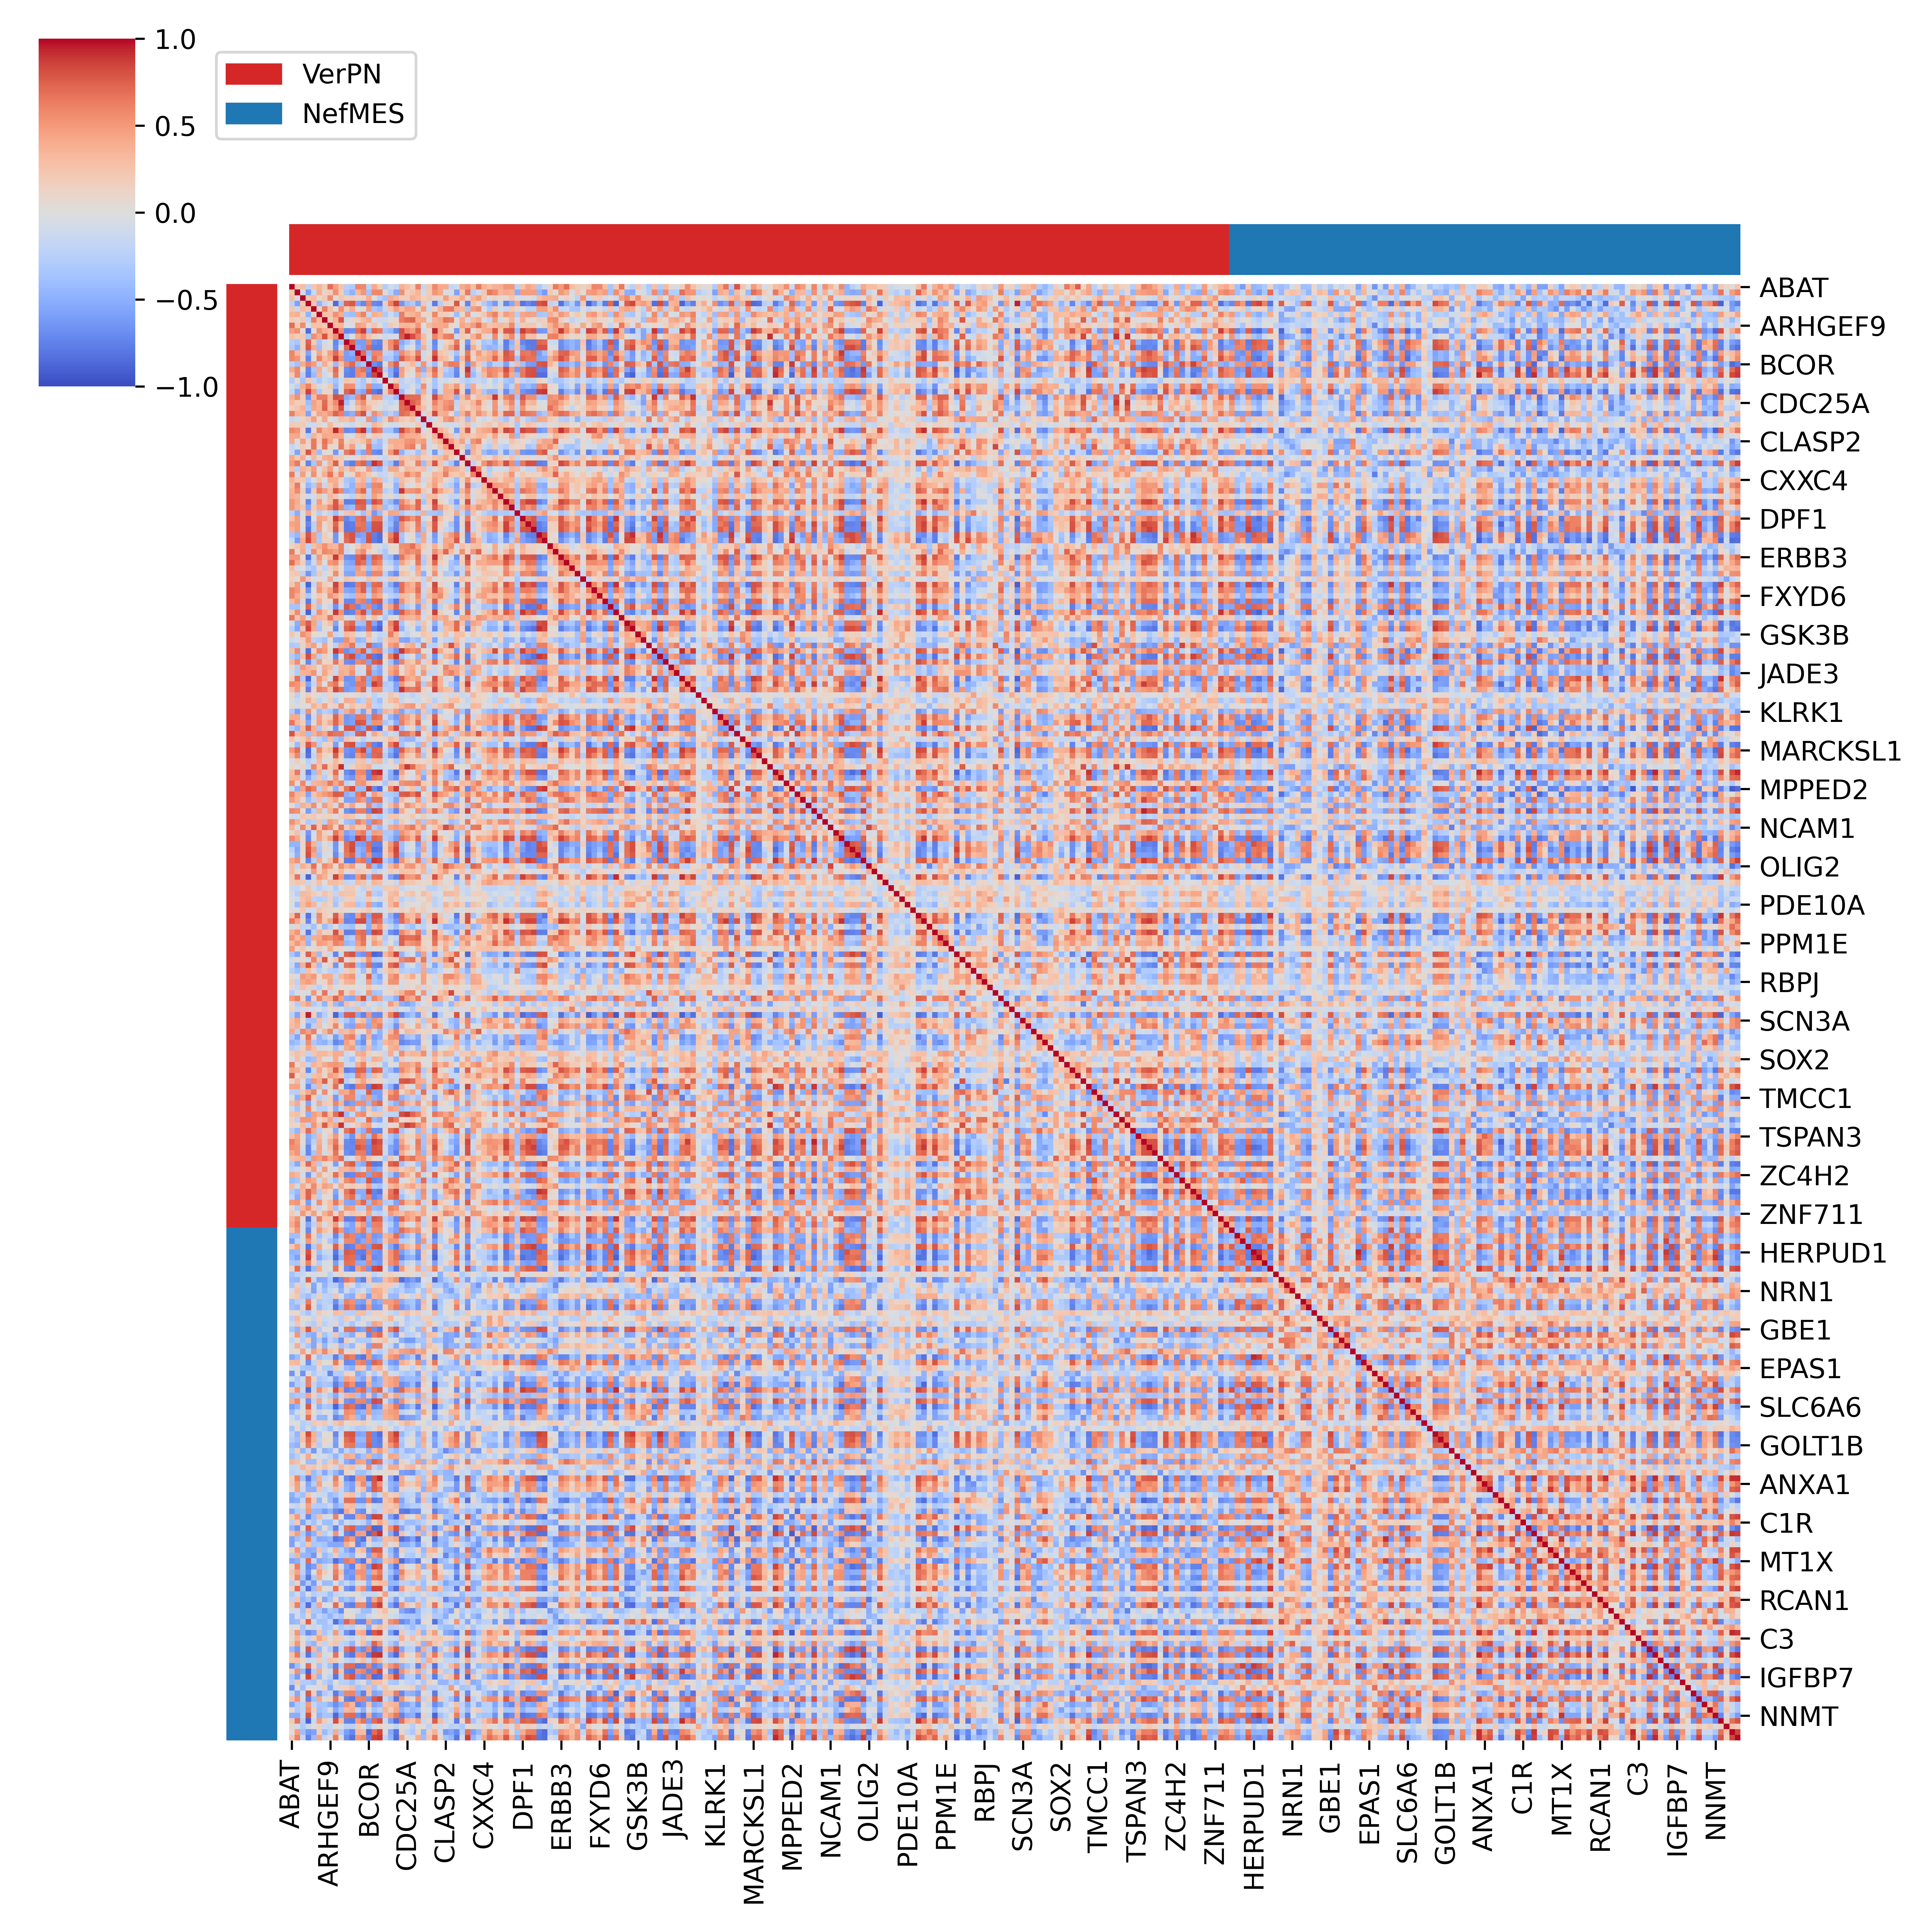 1.0
0.5
0.0
−0.5
−1.0
VerPN
NefMES
ABAT
ARHGEF9
BCOR
CDC25A
CLASP2
CXXC4
DPF1
ERBB3
FXYD6
GSK3B
JADE3
KLRK1
MARCKSL1
MPPED2
NCAM1
OLIG2
PDE10A
PPM1E
RBPJ
SCN3A
SOX2
TMCC1
TSPAN3
ZC4H2
ZNF711
HERPUD1
NRN1
GBE1
EPAS1
SLC6A6
GOLT1B
ANXA1
C1R
MT1X
RCAN1
C3
IGFBP7
NNMT
ABAT
ARHGEF9
BCOR
CDC25A
CLASP2
CXXC4
DPF1
ERBB3
FXYD6
GSK3B
JADE3
KLRK1
MARCKSL1
MPPED2
NCAM1
OLIG2
PDE10A
PPM1E
RBPJ
SCN3A
SOX2
TMCC1
TSPAN3
ZC4H2
ZNF711
HERPUD1
NRN1
GBE1
EPAS1
SLC6A6
GOLT1B
ANXA1
C1R
MT1X
RCAN1
C3
IGFBP7
NNMT